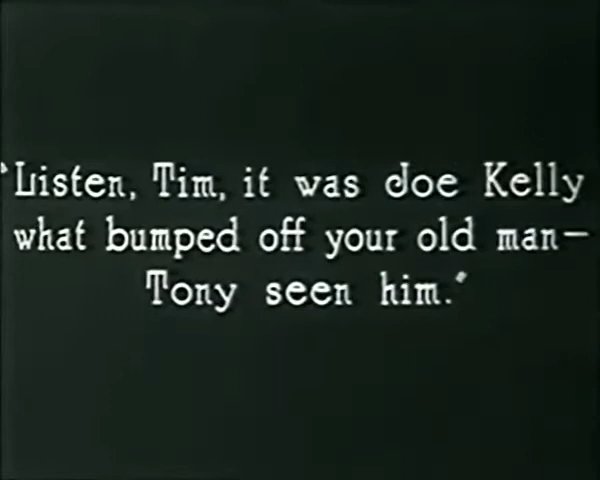 "Listen, Tim, it was Joe Kelly
what bumped off your old man—
Tony seen him."